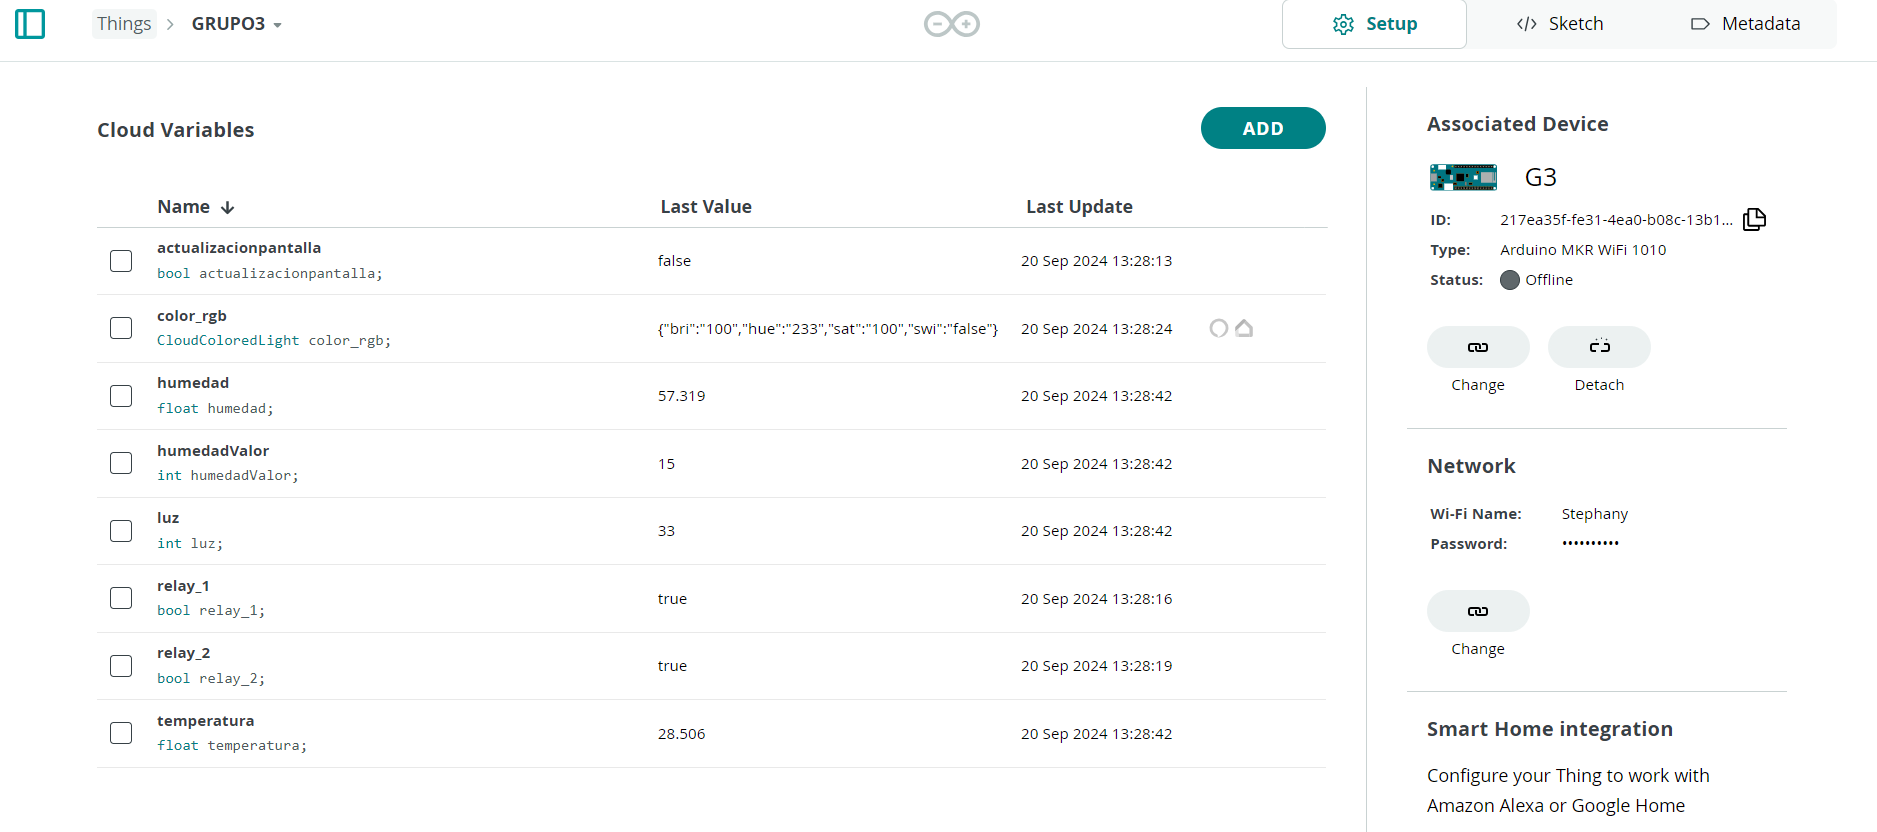 Things > GRUPO3
Setup
</> Sketch
Metadata
Cloud Variables
ADD
Name ↓ Last Value Last Update
actualizacionpantalla
bool actualizacionpantalla;
false
20 Sep 2024 13:28:13
color_rgb
CloudColoredLight color_rgb;
{"bri":"100","hue":"233","sat":"100","swi":"false"}
20 Sep 2024 13:28:24
humedad
float humedad;
57.319
20 Sep 2024 13:28:42
humedadValor
int humedadValor;
15
20 Sep 2024 13:28:42
luz
int luz;
33
20 Sep 2024 13:28:42
relay_1
bool relay_1;
true
20 Sep 2024 13:28:16
relay_2
bool relay_2;
true
20 Sep 2024 13:28:19
temperatura
float temperatura;
28.506
20 Sep 2024 13:28:42
Associated Device
G3
ID: 217ea35f-fe31-4ea0-b08c-13b1...
Type: Arduino MKR WiFi 1010
Status: Offline
Change
Detach
Network
Wi-Fi Name: Stephany
Password: ••••••••••
Change
Smart Home integration
Configure your Thing to work with
Amazon Alexa or Google Home